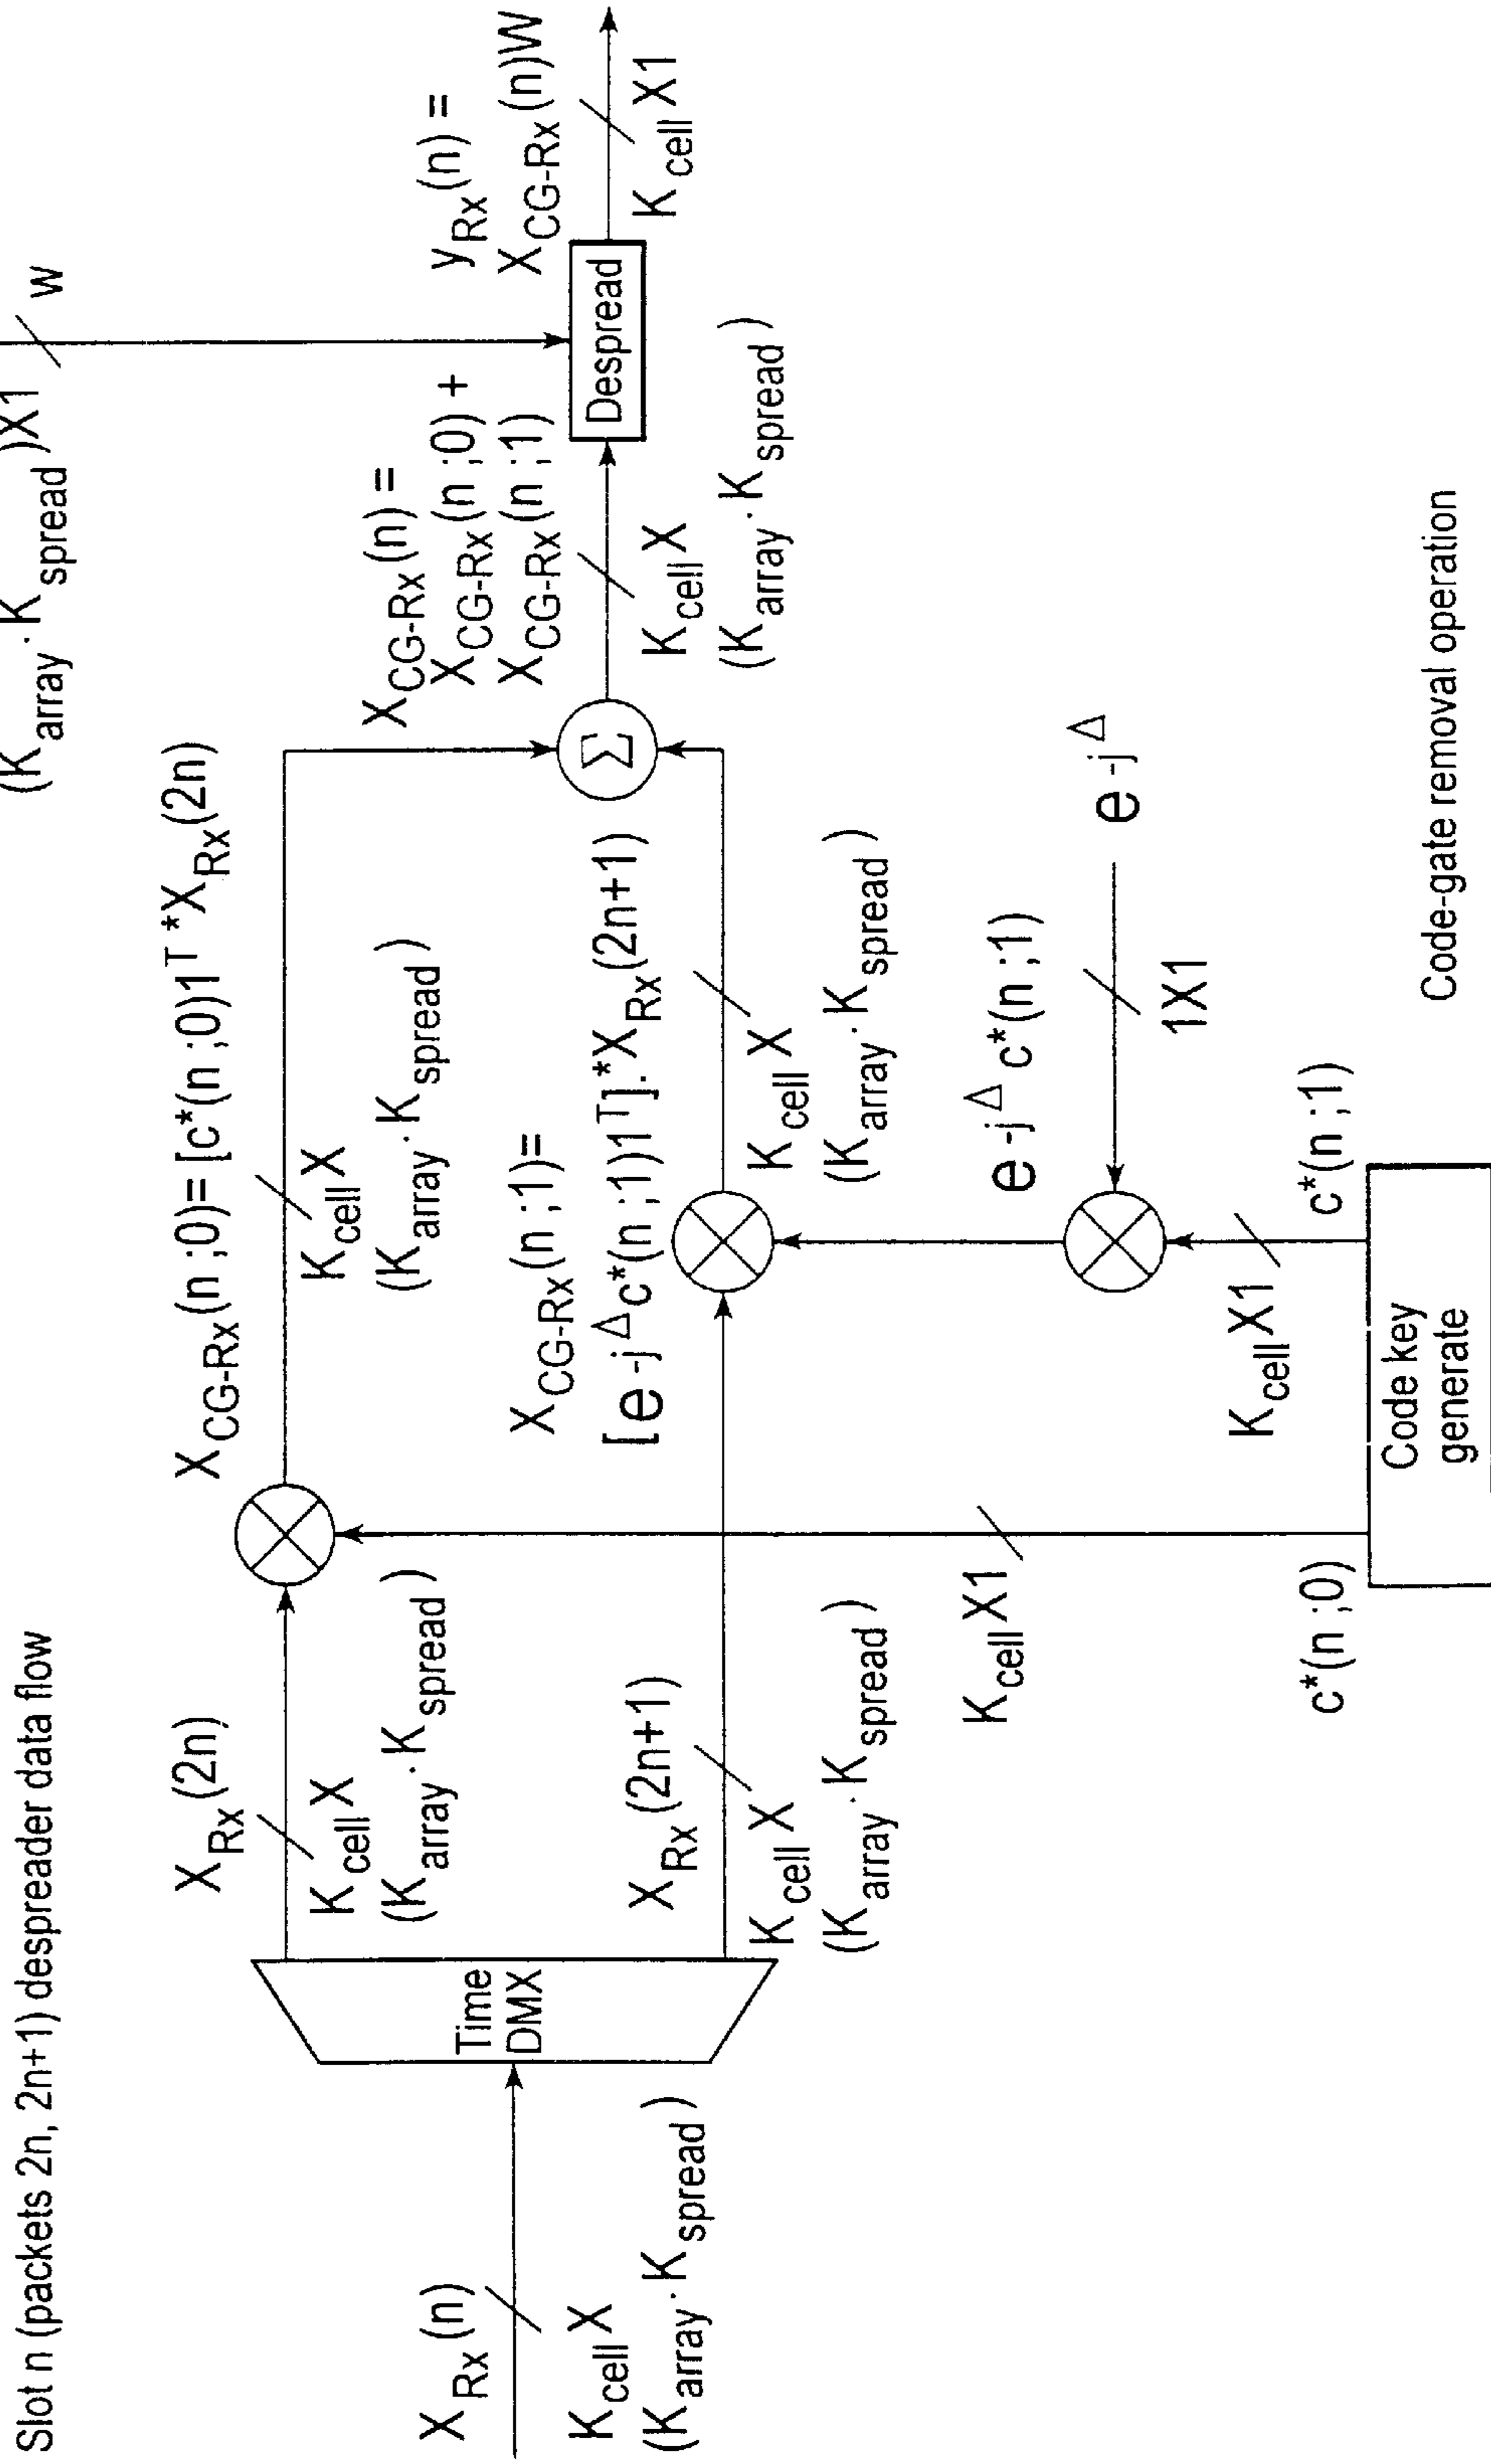 Slot n (packets 2n, 2n+1) despreader data flow
X_Rx(n)
K_cell X
(K_array · K_spread)
Time
DMX
X_Rx(2n)
K_cell X
(K_array · K_spread)
X_Rx(2n+1)
K_cell X
(K_array · K_spread)
X_CG-Rx(n ;0)= [c*(n ;0)1^T *X_Rx(2n)
K_cell X
(K_array · K_spread)
X_CG-Rx(n ;1)=
[e^-jΔ c*(n ;1)1^T].*X_Rx(2n+1)
K_cell X
(K_array · K_spread)
K_cell X1
c*(n ;0)
Code key
generate
c*(n ;1)
K_cell X1
e^-jΔ c*(n ;1)
1X1
e^-jΔ
Σ
X_CG-Rx(n) =
X_CG-Rx(n ;0) +
X_CG-Rx(n ;1)
K_cell X
(K_array · K_spread)
(K_array · K_spread)X1
w
Despread
y_Rx(n) =
X_CG-Rx(n)W
K_cell X1
Code-gate removal operation